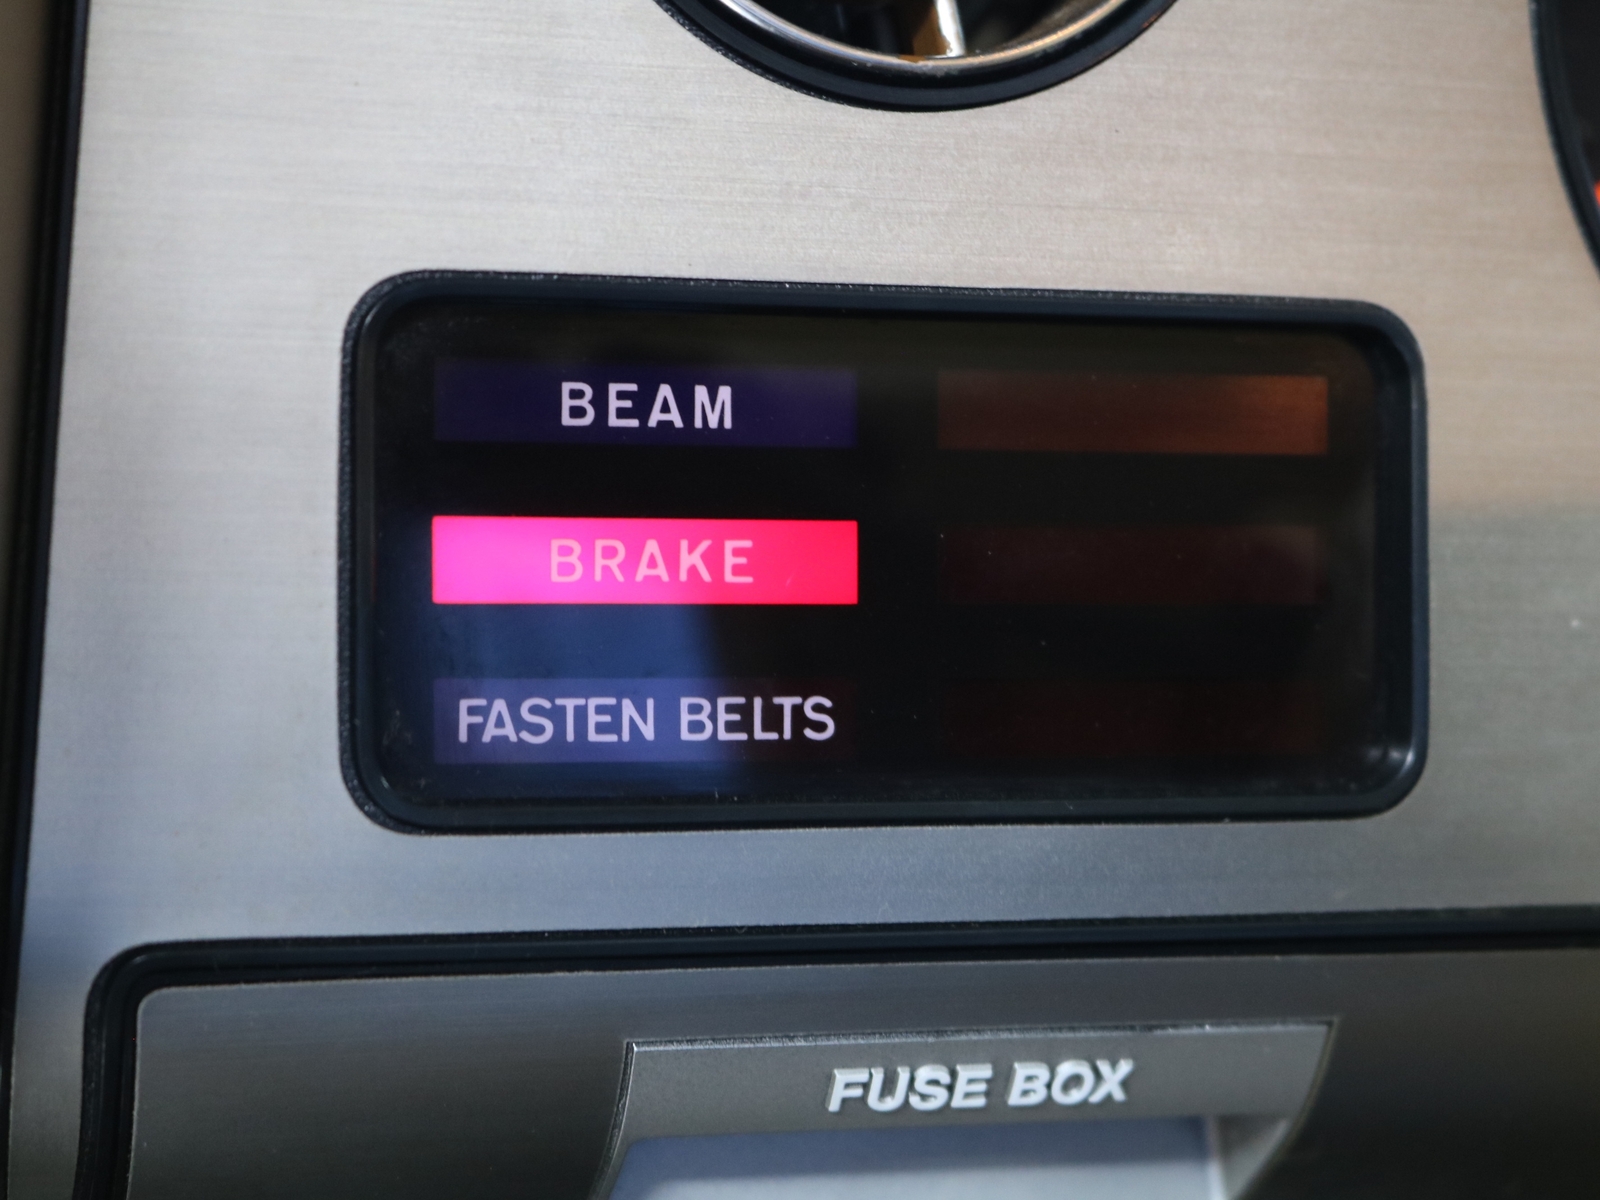 BEAM
BRAKE
FASTEN BELTS
FUSE BOX